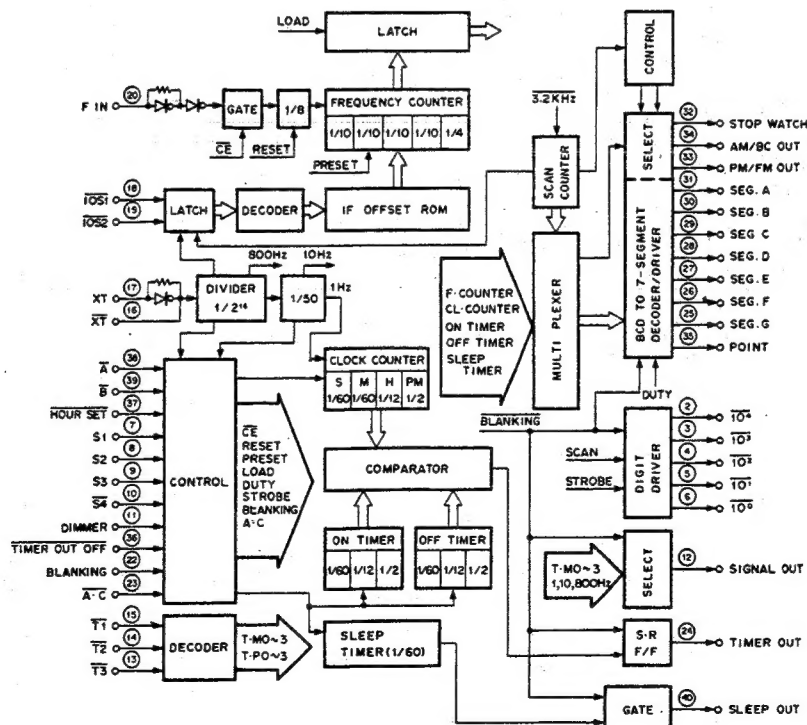 LOAD
LATCH
CONTROL
F IN
20
GATE
1/8
FREQUENCY COUNTER
1/10 1/10 1/10 1/10 1/4
CE
RESET
PRESET
3.2KHz
SCAN COUNTER
SELECT
32 STOP WATCH
34 AM/BC OUT
33 PM/FM OUT
31 SEG. A
30 SEG. B
29 SEG C
28 SEG. D
27 SEG. E
26 SEG. F
25 SEG. G
35 POINT
BCD TO 7-SEGMENT
DECODER/DRIVER
DUTY
IOS1 18
IOS2 19
LATCH
DECODER
IF OFFSET ROM
800Hz
10Hz
1Hz
XT 17
XT 16
DIVIDER
1/2¹⁴
1/50
F·COUNTER
CL·COUNTER
ON TIMER
OFF TIMER
SLEEP
TIMER
MULTI PLEXER
CLOCK COUNTER
S M H PM
1/60 1/60 1/12 1/2
A 38
B 39
HOUR SET 37
S1 7
S2 8
S3 9
S4 10
DIMMER 11
TIMER OUT OFF 36
BLANKING 22
A·C 23
CONTROL
CE
RESET
PRESET
LOAD
DUTY
STROBE
BLANKING
A·C
COMPARATOR
BLANKING
SCAN
STROBE
DIGIT
DRIVER
2 10⁴
3 10³
4 10²
5 10¹
6 10⁰
ON TIMER
1/60 1/12 1/2
OFF TIMER
1/60 1/12 1/2
T·MO~3
1,10,800Hz
SELECT
12 SIGNAL OUT
T1 15
T2 14
T3 13
DECODER
T·MO~3
T·PO~3
SLEEP
TIMER(1/60)
S·R
F/F
24 TIMER OUT
GATE
40 SLEEP OUT